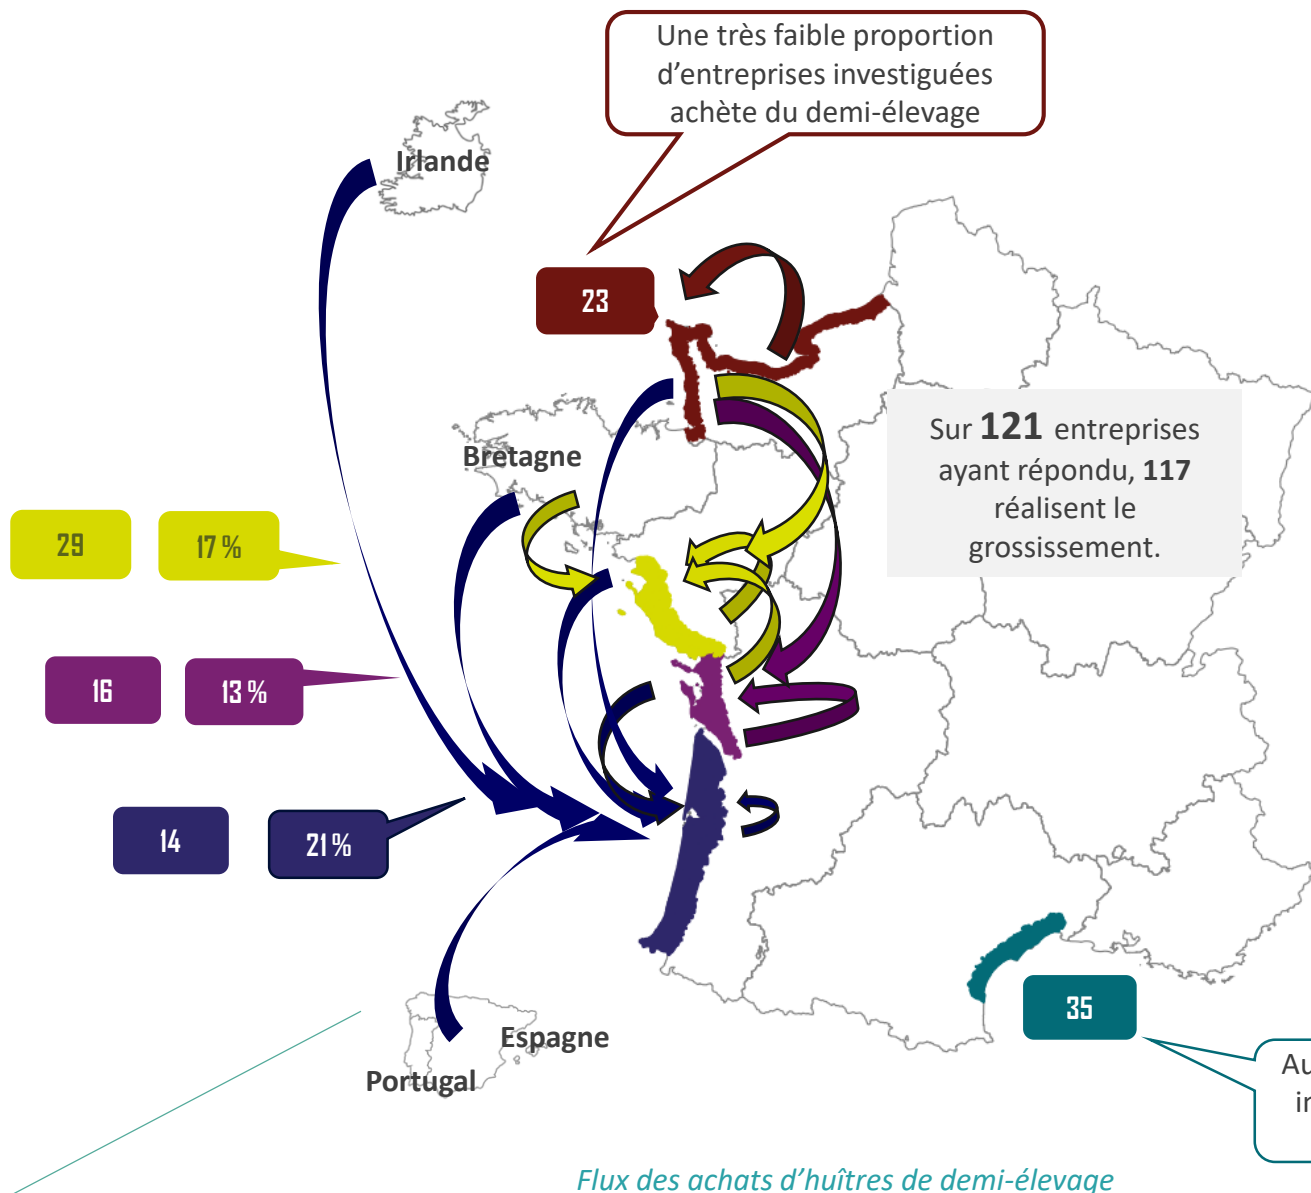 Une très faible proportion
d'entreprises investiguées
achète du demi-élevage
Irlande
23
Sur 121 entreprises
ayant répondu, 117
réalisent le
grossissement.
Bretagne
29
17 %
16
13 %
14
21 %
35
Espagne
Portugal
Au
Flux des achats d'huîtres de demi-élevage